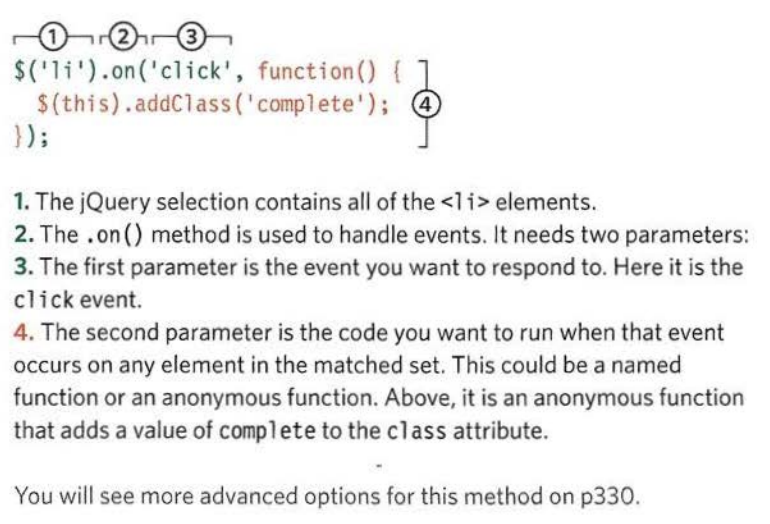 1 2 3
$('li').on('click', function() {
$(this).addClass('complete'); 4
});
1. The jQuery selection contains all of the <li> elements.
2. The .on() method is used to handle events. It needs two parameters:
3. The first parameter is the event you want to respond to. Here it is the
click event.
4. The second parameter is the code you want to run when that event
occurs on any element in the matched set. This could be a named
function or an anonymous function. Above, it is an anonymous function
that adds a value of complete to the class attribute.
You will see more advanced options for this method on p330.